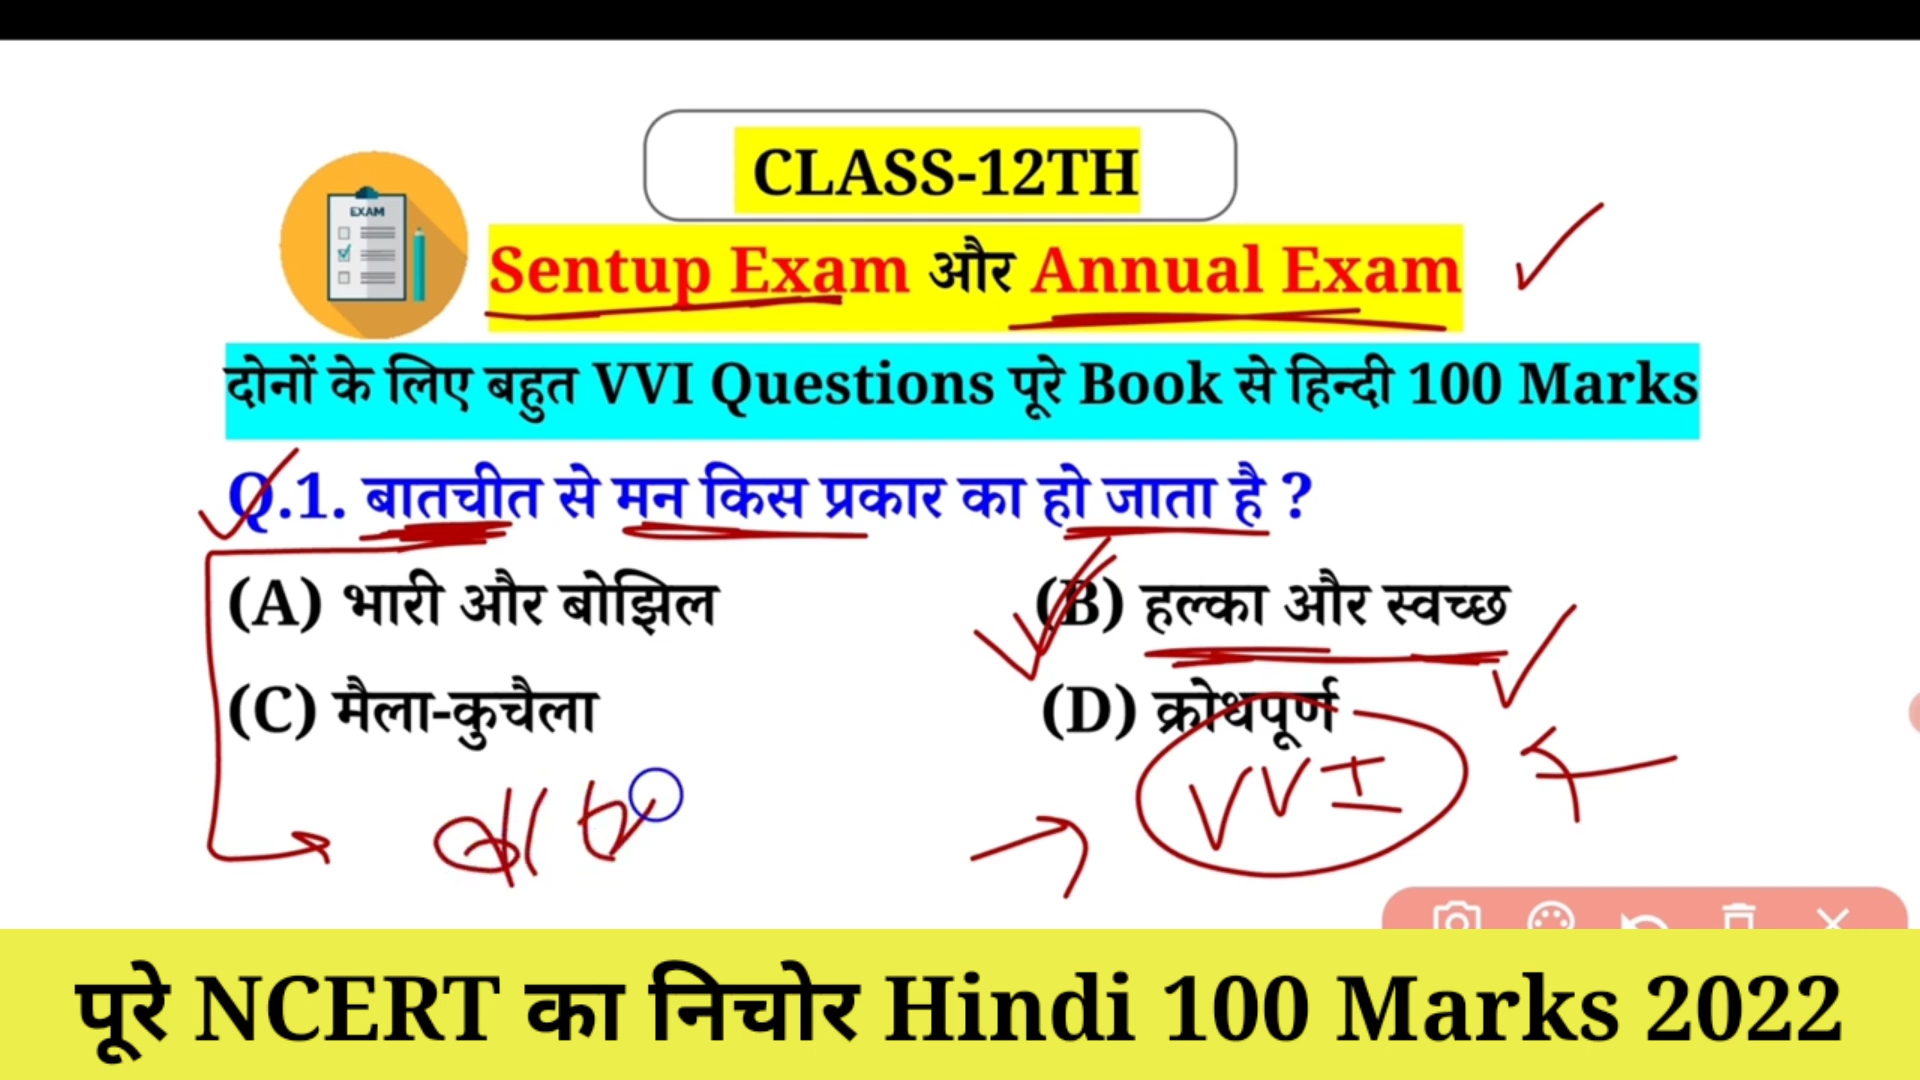 CLASS-12TH
EXAM
Sentup Exam और Annual Exam
दोनों के लिए बहुत VVI Questions पूरे Book से हिन्दी 100 Marks
Q.1. बातचीत से मन किस प्रकार का हो जाता है ?
(A) भारी और बोझिल (B) हल्का और स्वच्छ
(C) मैला-कुचैला (D) क्रोधपूर्ण
VVI
पूरे NCERT का निचोर Hindi 100 Marks 2022